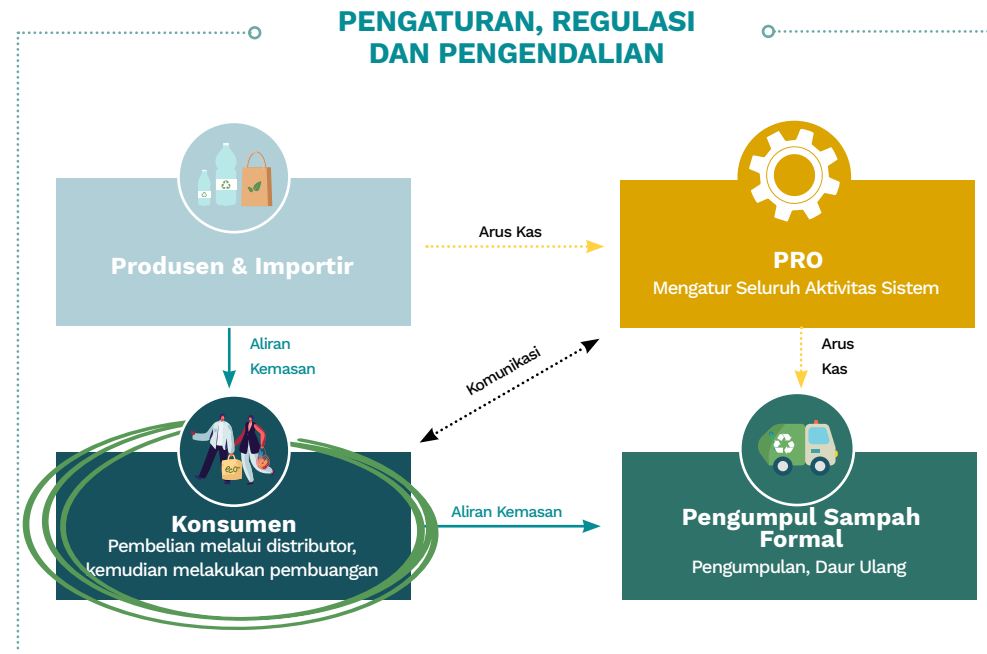 PENGATURAN, REGULASI
DAN PENGENDALIAN
Produsen & Importir
Arus Kas
PRO
Mengatur Seluruh Aktivitas Sistem
Aliran
Kemasan
Komunikasi
Arus
Kas
eco
Konsumen
Pembelian melalui distributor,
kemudian melakukan pembuangan
Aliran Kemasan
Pengumpul Sampah
Formal
Pengumpulan, Daur Ulang